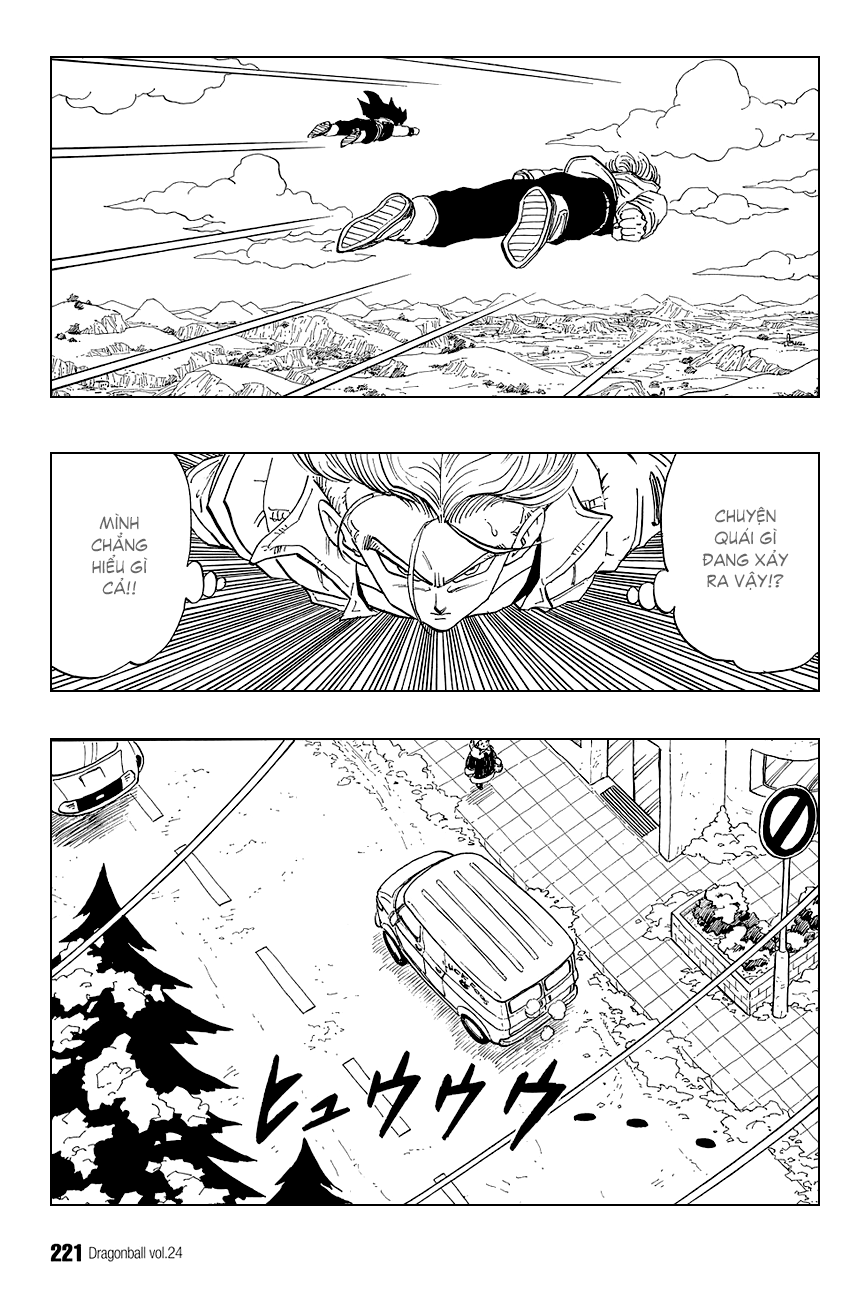 CHUYỆN
QUÁI GÌ
ĐANG XẢY
RA VẬY!?
MÌNH
CHẲNG
HIỂU GÌ
CẢ!!
ヒュウウウ...
221 Dragonball vol.24